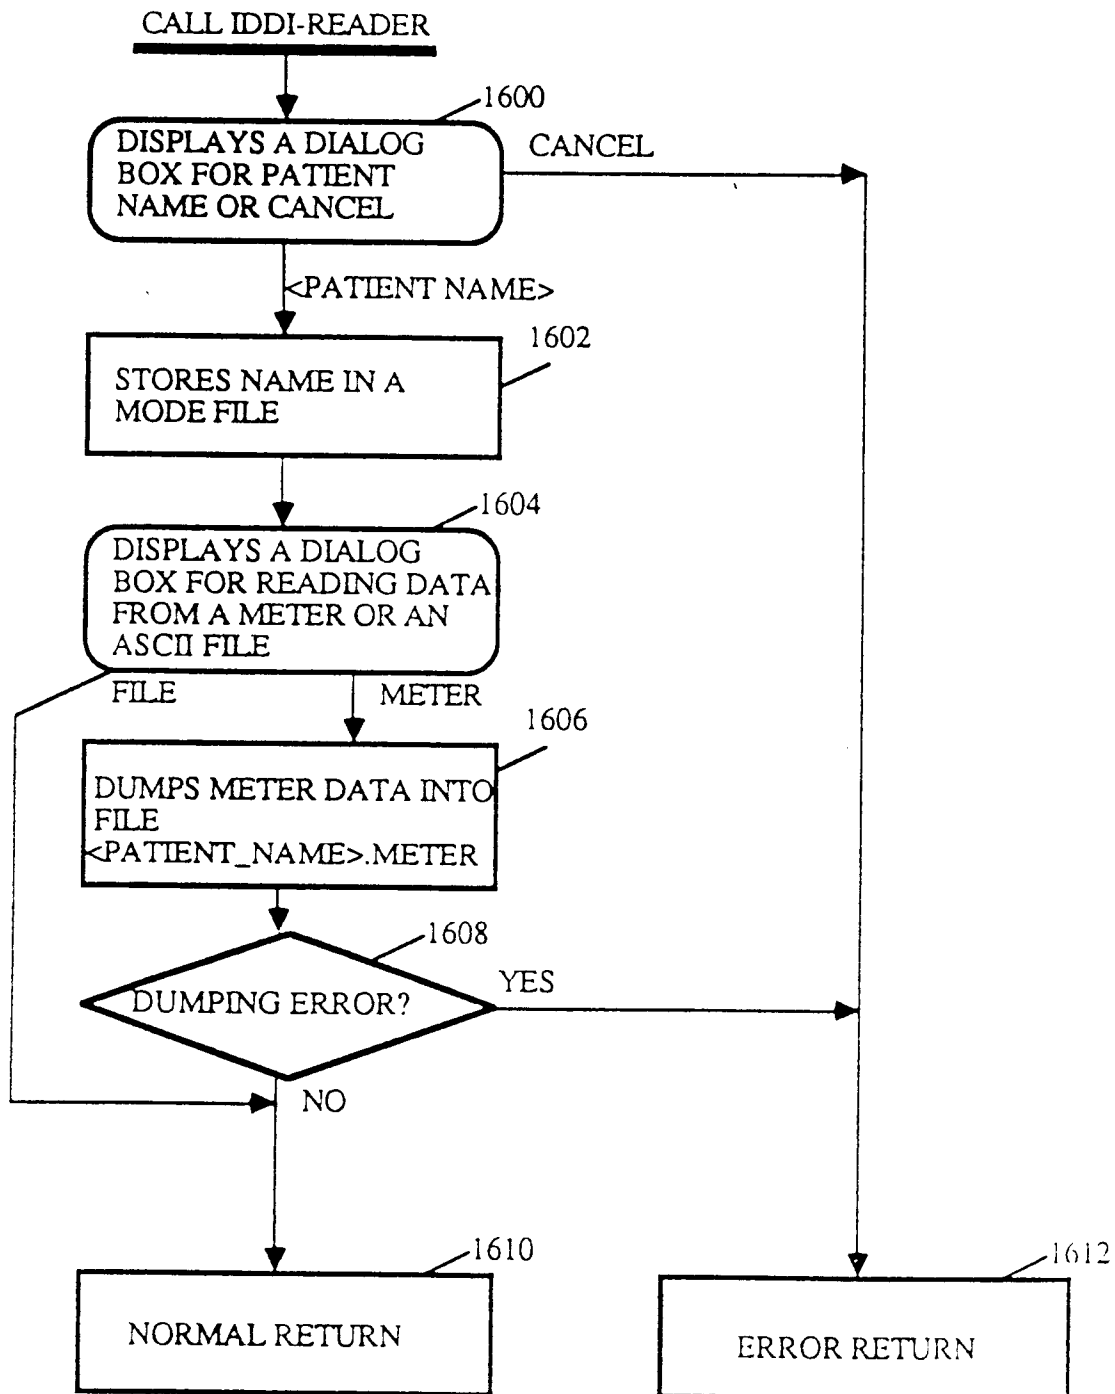 CALL IDDI-READER
1600
DISPLAYS A DIALOG
BOX FOR PATIENT
NAME OR CANCEL
CANCEL
<PATIENT NAME>
1602
STORES NAME IN A
MODE FILE
1604
DISPLAYS A DIALOG
BOX FOR READING DATA
FROM A METER OR AN
ASCII FILE
FILE
METER
1606
DUMPS METER DATA INTO
FILE
<PATIENT_NAME>.METER
1608
DUMPING ERROR?
YES
NO
1610
NORMAL RETURN
1612
ERROR RETURN